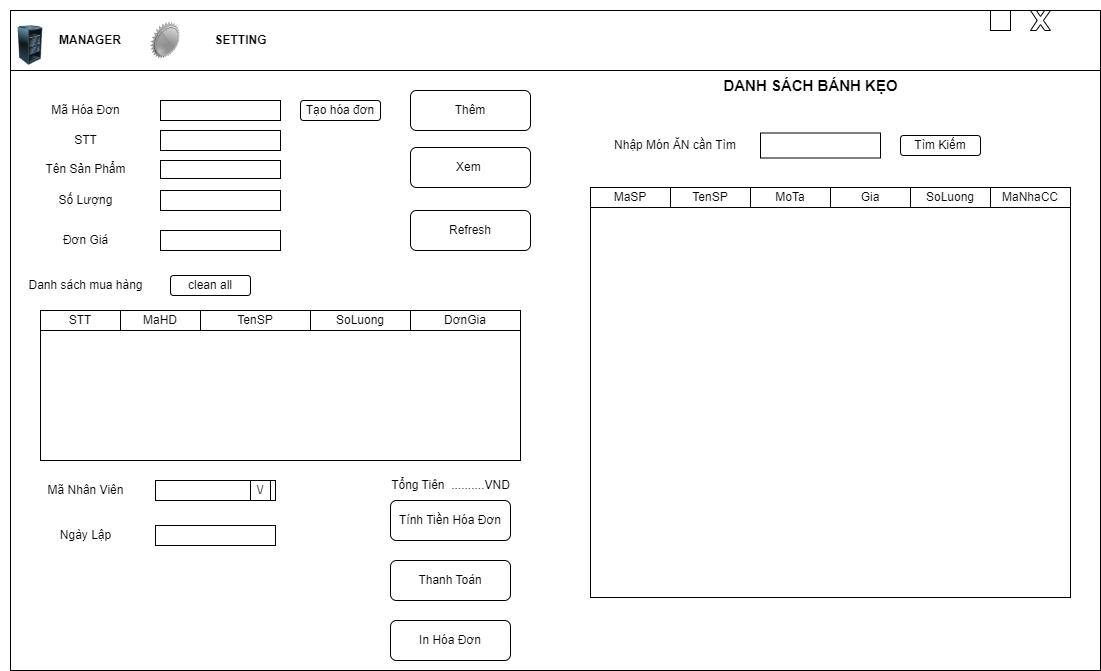 MANAGER
SETTING
X
Mã Hóa Đơn
Tạo hóa đơn
STT
Tên Sản Phẩm
Số Lượng
Đơn Giá
Thêm
Xem
Refresh
Danh sách mua hàng
clean all
STT MaHD TenSP SoLuong DơnGia
Mã Nhân Viên
V
Ngày Lập
Tổng Tiên ..........VND
Tính Tiền Hóa Đơn
Thanh Toán
In Hóa Đơn
DANH SÁCH BÁNH KẸO
Nhập Món ĂN cần Tìm
Tìm Kiếm
MaSP TenSP MoTa Gia SoLuong MaNhaCC